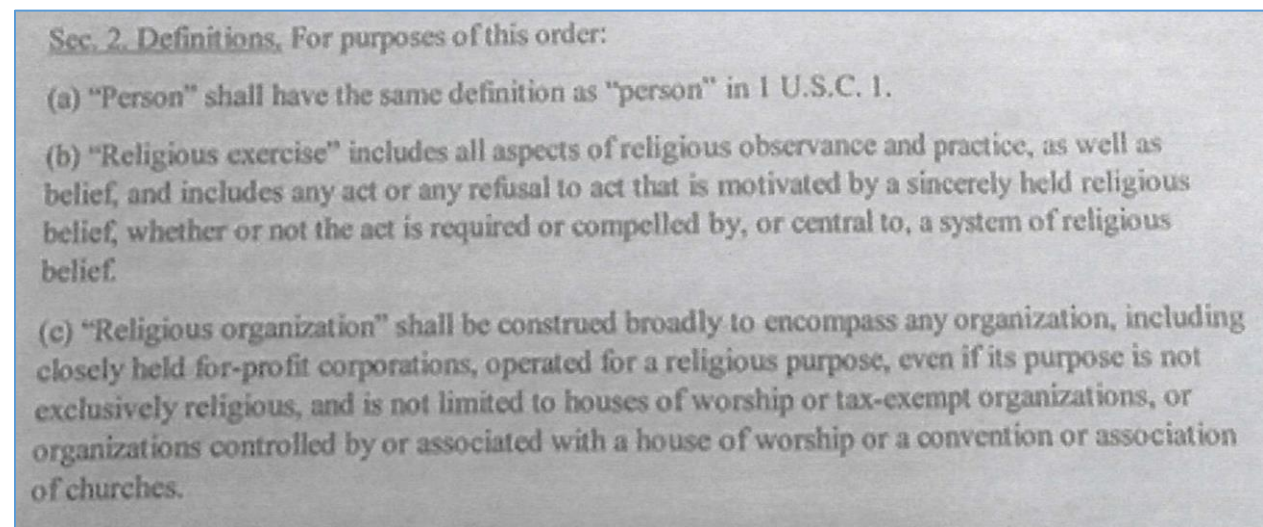 Sec. 2. Definitions. For purposes of this order:
(a) “Person” shall have the same definition as “person” in 1 U.S.C. 1.
(b) “Religious exercise” includes all aspects of religious observance and practice, as well as
belief, and includes any act or any refusal to act that is motivated by a sincerely held religious
belief, whether or not the act is required or compelled by, or central to, a system of religious
belief.
(c) “Religious organization” shall be construed broadly to encompass any organization, including
closely held for-profit corporations, operated for a religious purpose, even if its purpose is not
exclusively religious, and is not limited to houses of worship or tax-exempt organizations, or
organizations controlled by or associated with a house of worship or a convention or association
of churches.